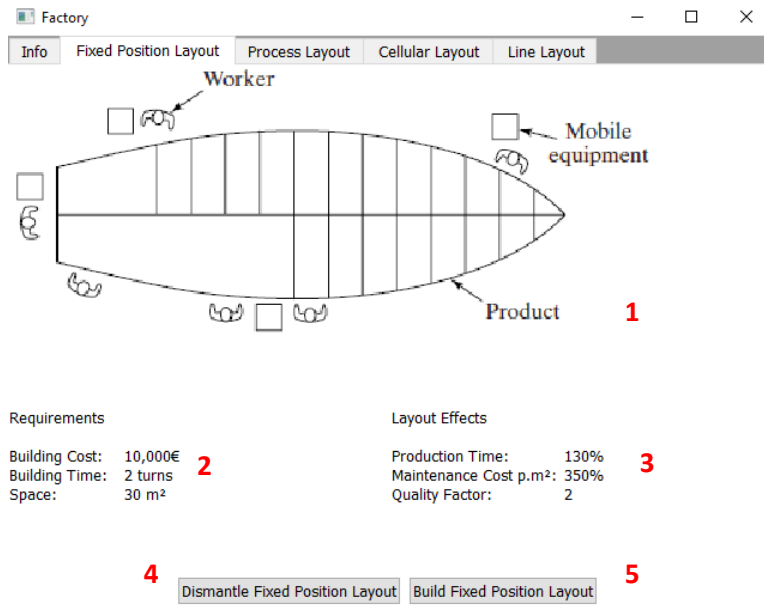 Factory
Info Fixed Position Layout Process Layout Cellular Layout Line Layout
Worker
Mobile
equipment
Product
1
Requirements
Building Cost: 10,000€
Building Time: 2 turns
Space: 30 m²
2
Layout Effects
Production Time: 130%
Maintenance Cost p.m²: 350%
Quality Factor: 2
3
4
Dismantle Fixed Position Layout
Build Fixed Position Layout
5